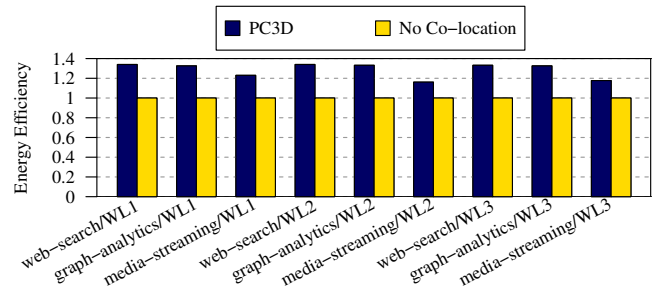 PC3D No Co-location
Energy Efficiency
1.4
1.2
1
0.8
0.6
0.4
0.2
0
web-search/WL1
graph-analytics/WL1
media-streaming/WL1
web-search/WL2
graph-analytics/WL2
media-streaming/WL2
web-search/WL3
graph-analytics/WL3
media-streaming/WL3